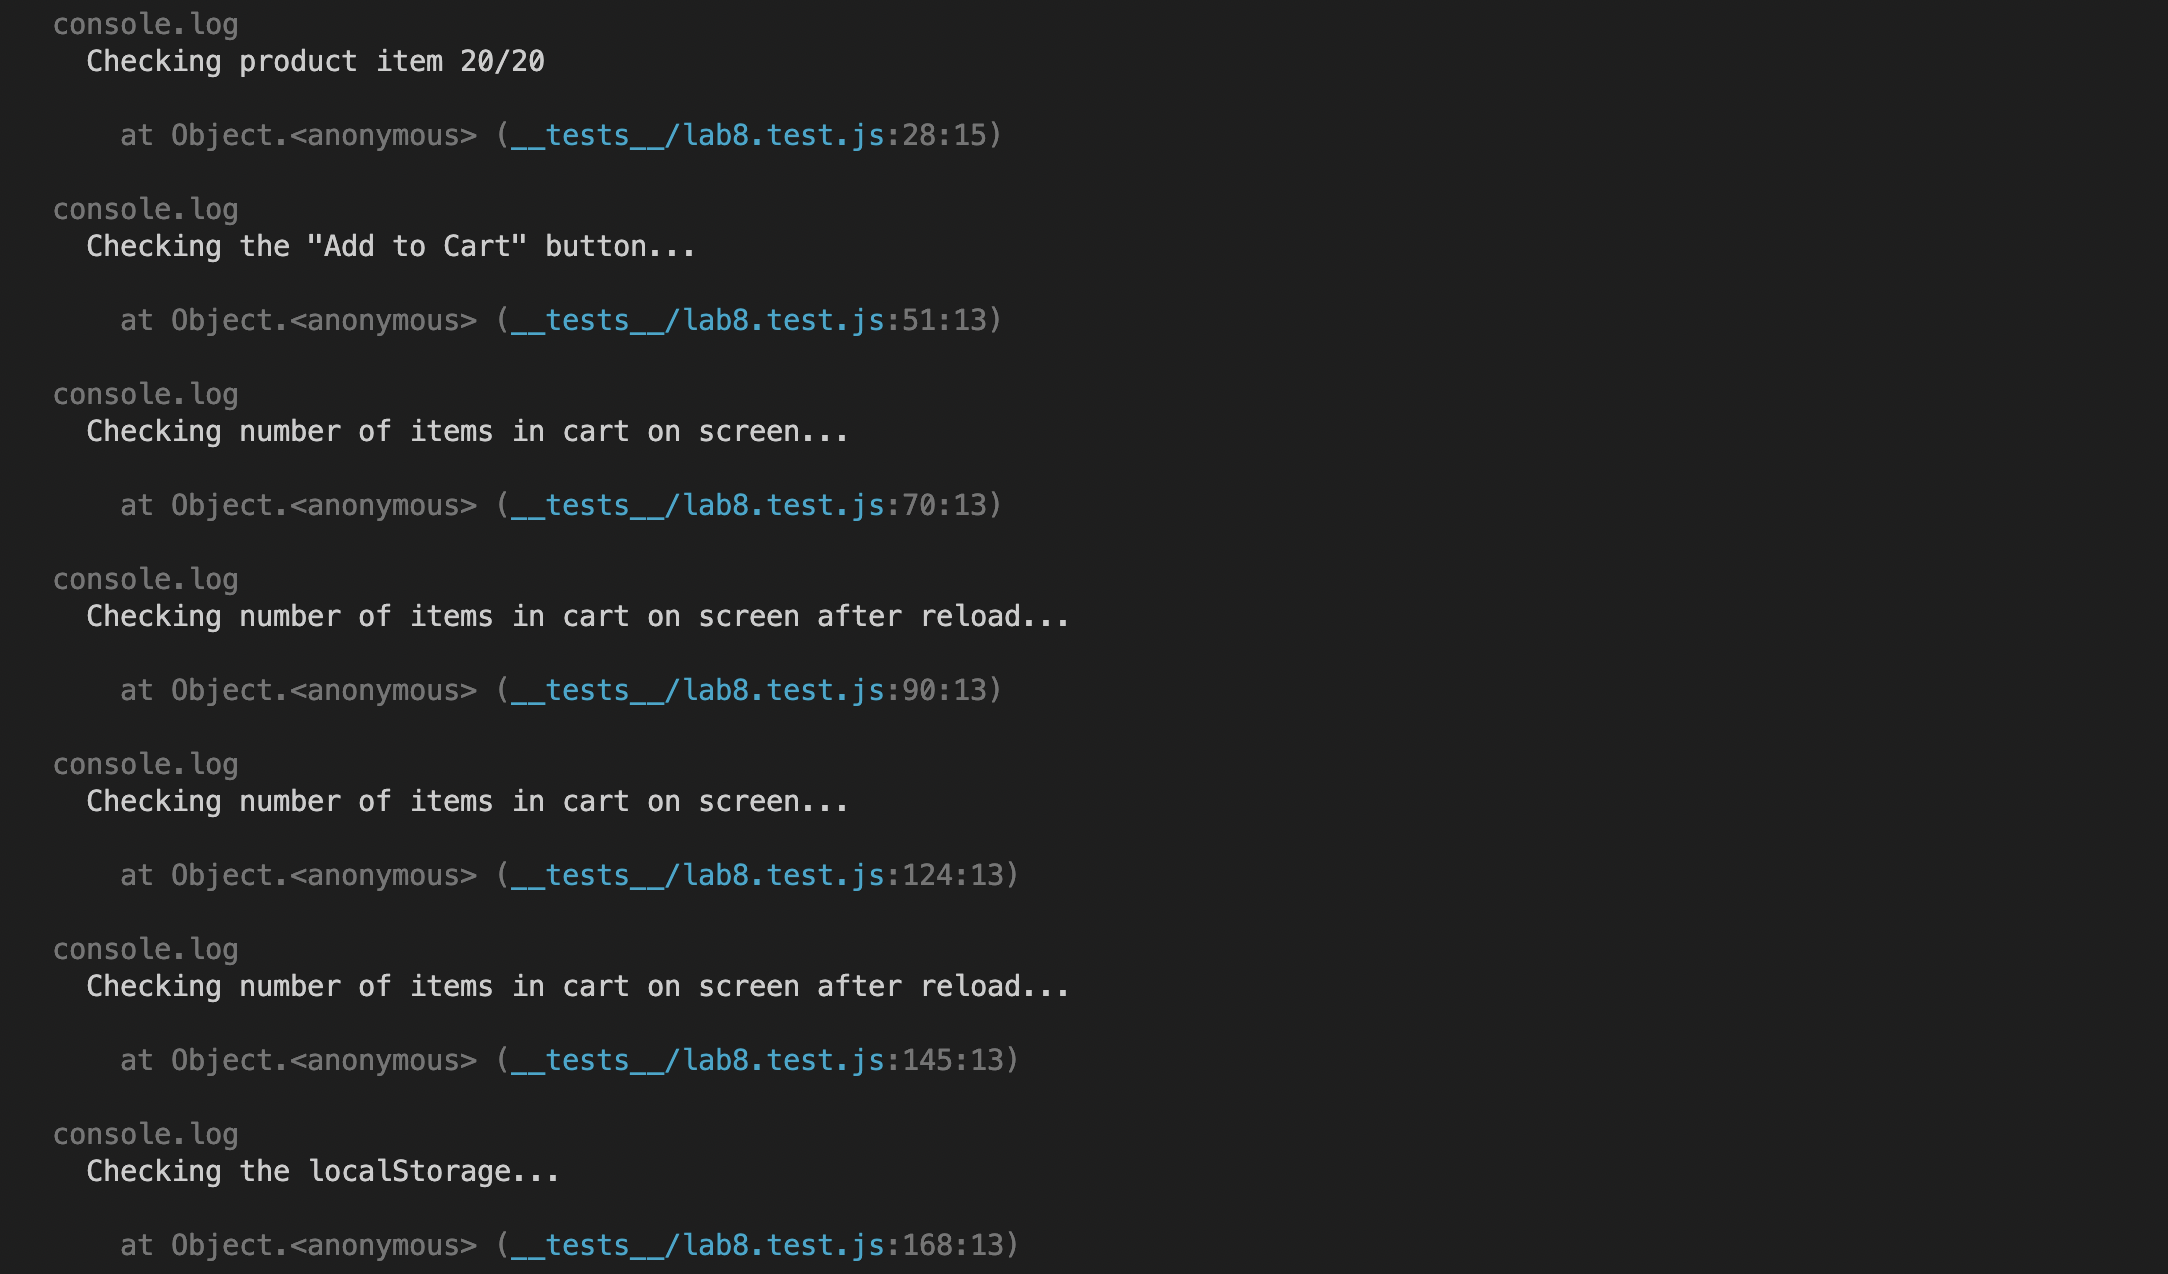 console.log
Checking product item 20/20
at Object.<anonymous> (__tests__/lab8.test.js:28:15)
console.log
Checking the "Add to Cart" button...
at Object.<anonymous> (__tests__/lab8.test.js:51:13)
console.log
Checking number of items in cart on screen...
at Object.<anonymous> (__tests__/lab8.test.js:70:13)
console.log
Checking number of items in cart on screen after reload...
at Object.<anonymous> (__tests__/lab8.test.js:90:13)
console.log
Checking number of items in cart on screen...
at Object.<anonymous> (__tests__/lab8.test.js:124:13)
console.log
Checking number of items in cart on screen after reload...
at Object.<anonymous> (__tests__/lab8.test.js:145:13)
console.log
Checking the localStorage...
at Object.<anonymous> (__tests__/lab8.test.js:168:13)